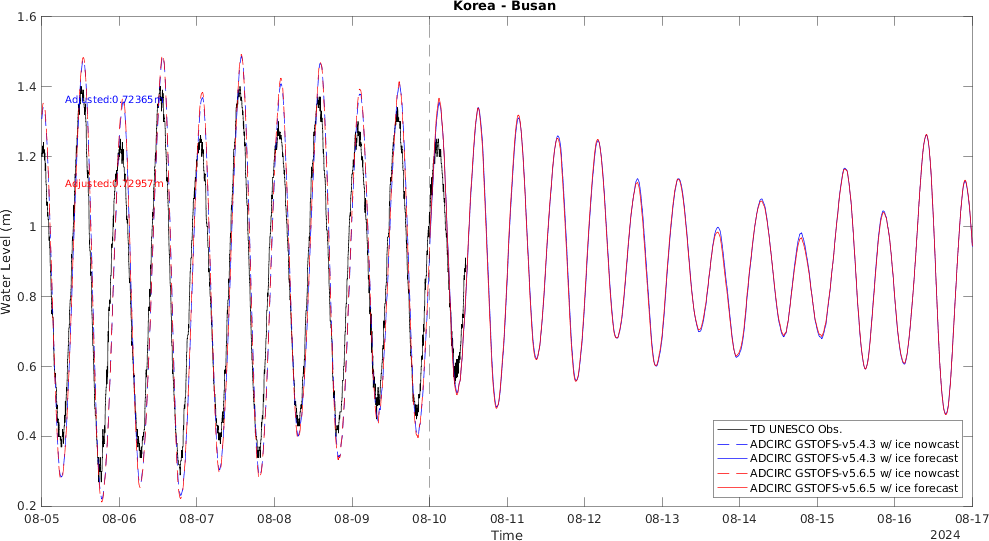 Korea - Busan
1.6
1.4
1.2
1
0.8
0.6
0.4
0.2
Water Level (m)
Adjusted:0.72365m
Adjusted:0.72957m
TD UNESCO Obs.
ADCIRC GSTOFS-v5.4.3 w/ ice nowcast
ADCIRC GSTOFS-v5.4.3 w/ ice forecast
ADCIRC GSTOFS-v5.6.5 w/ ice nowcast
ADCIRC GSTOFS-v5.6.5 w/ ice forecast
08-05 08-06 08-07 08-08 08-09 08-10 08-11 08-12 08-13 08-14 08-15 08-16 08-17
Time
2024